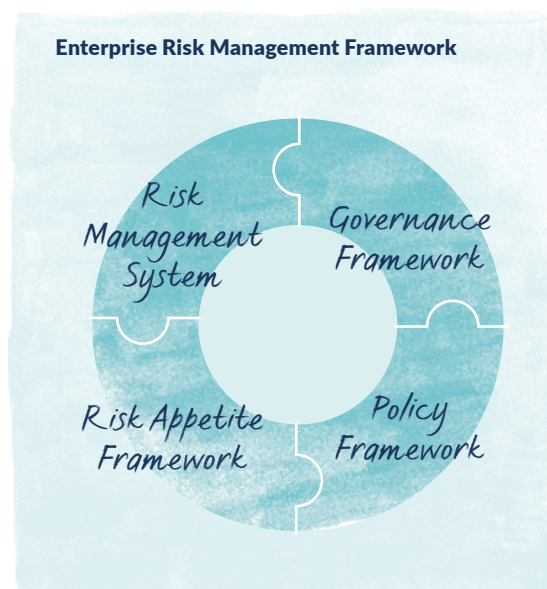 Enterprise Risk Management Framework
Risk
Management
System
Governance
Framework
Risk Appetite
Framework
Policy
Framework